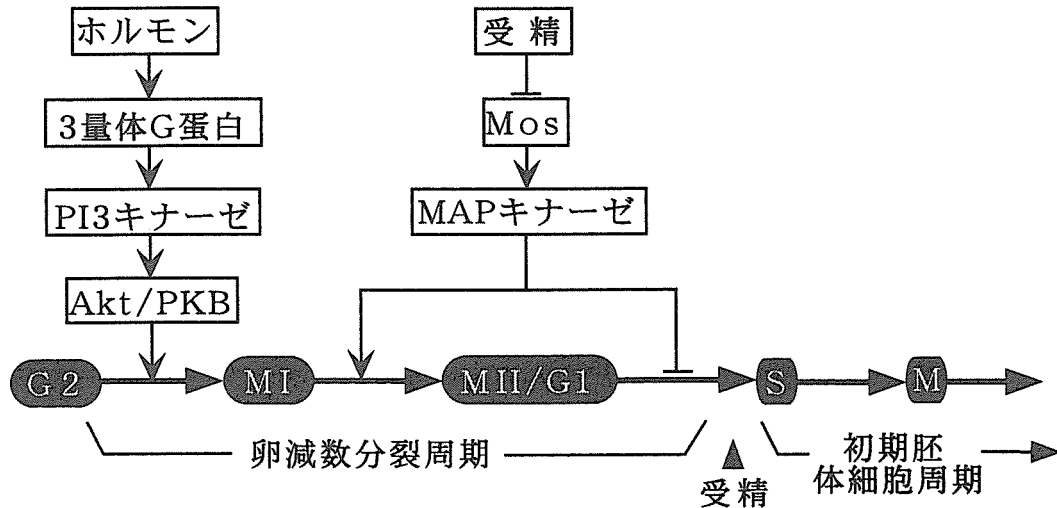 ホルモン
受精
3量体G蛋白
Mos
PI3キナーゼ
MAPキナーゼ
Akt/PKB
G2
MI
MII/G1
S
M
卵減数分裂周期
受精
初期胚
体細胞周期